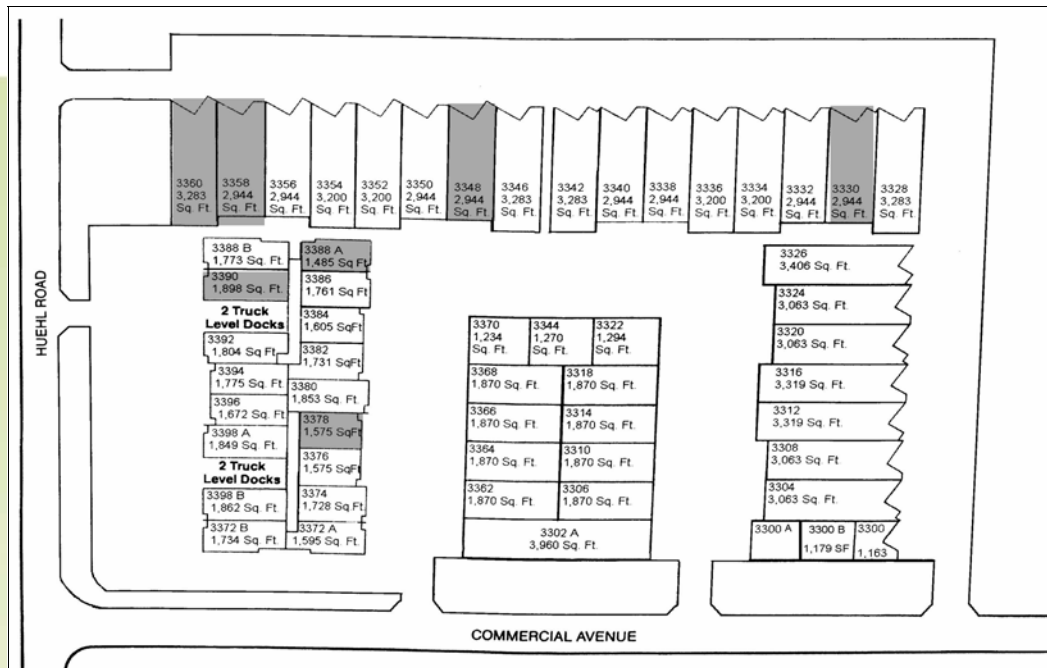 HUEHL ROAD
3360
3,283
Sq. Ft.
3358
2,944
Sq. Ft.
3356
2,944
Sq. Ft.
3354
3,200
Sq. Ft.
3352
3,200
Sq. Ft.
3350
2,944
Sq. Ft.
3348
2,944
Sq. Ft.
3346
3,283
Sq. Ft.
3342
3,283
Sq. Ft.
3340
2,944
Sq. Ft.
3338
2,944
Sq. Ft.
3336
3,200
Sq. Ft.
3334
3,200
Sq. Ft.
3332
2,944
Sq. Ft.
3330
2,944
Sq. Ft.
3328
3,283
Sq. Ft.
3388 B
1,773 Sq. Ft.
3390
1,898 Sq. Ft.
2 Truck
Level Docks
3392
1,804 Sq. Ft.
3394
1,775 Sq. Ft.
3396
1,672 Sq. Ft.
3398 A
1,849 Sq. Ft.
2 Truck
Level Docks
3398 B
1,862 Sq. Ft.
3372 B
1,734 Sq. Ft.
3388 A
1,485 Sq Ft
3386
1,761 Sq. Ft
3384
1,605 SqFt
3382
1,731 SqFt
3380
1,853 Sq. Ft.
3378
1,575 SqFt
3376
1,575 SqFt
3374
1,728 Sq. Ft
3372 A
1,595 Sq. Ft
3370
1,234
Sq. Ft.
3344
1,270
Sq. Ft.
3322
1,294
Sq. Ft.
3368
1,870 Sq. Ft.
3318
1,870 Sq. Ft.
3366
1,870 Sq. Ft.
3314
1,870 Sq. Ft.
3364
1,870 Sq. Ft.
3310
1,870 Sq. Ft.
3362
1,870 Sq. Ft.
3306
1,870 Sq. Ft.
3302 A
3,960 Sq. Ft.
3326
3,406 Sq. Ft.
3324
3,063 Sq. Ft.
3320
3,063 Sq. Ft.
3316
3,319 Sq. Ft.
3312
3,319 Sq. Ft.
3308
3,063 Sq. Ft.
3304
3,063 Sq. Ft.
3300 A
3300 B
1,179 SF
3300
1,163
COMMERCIAL AVENUE